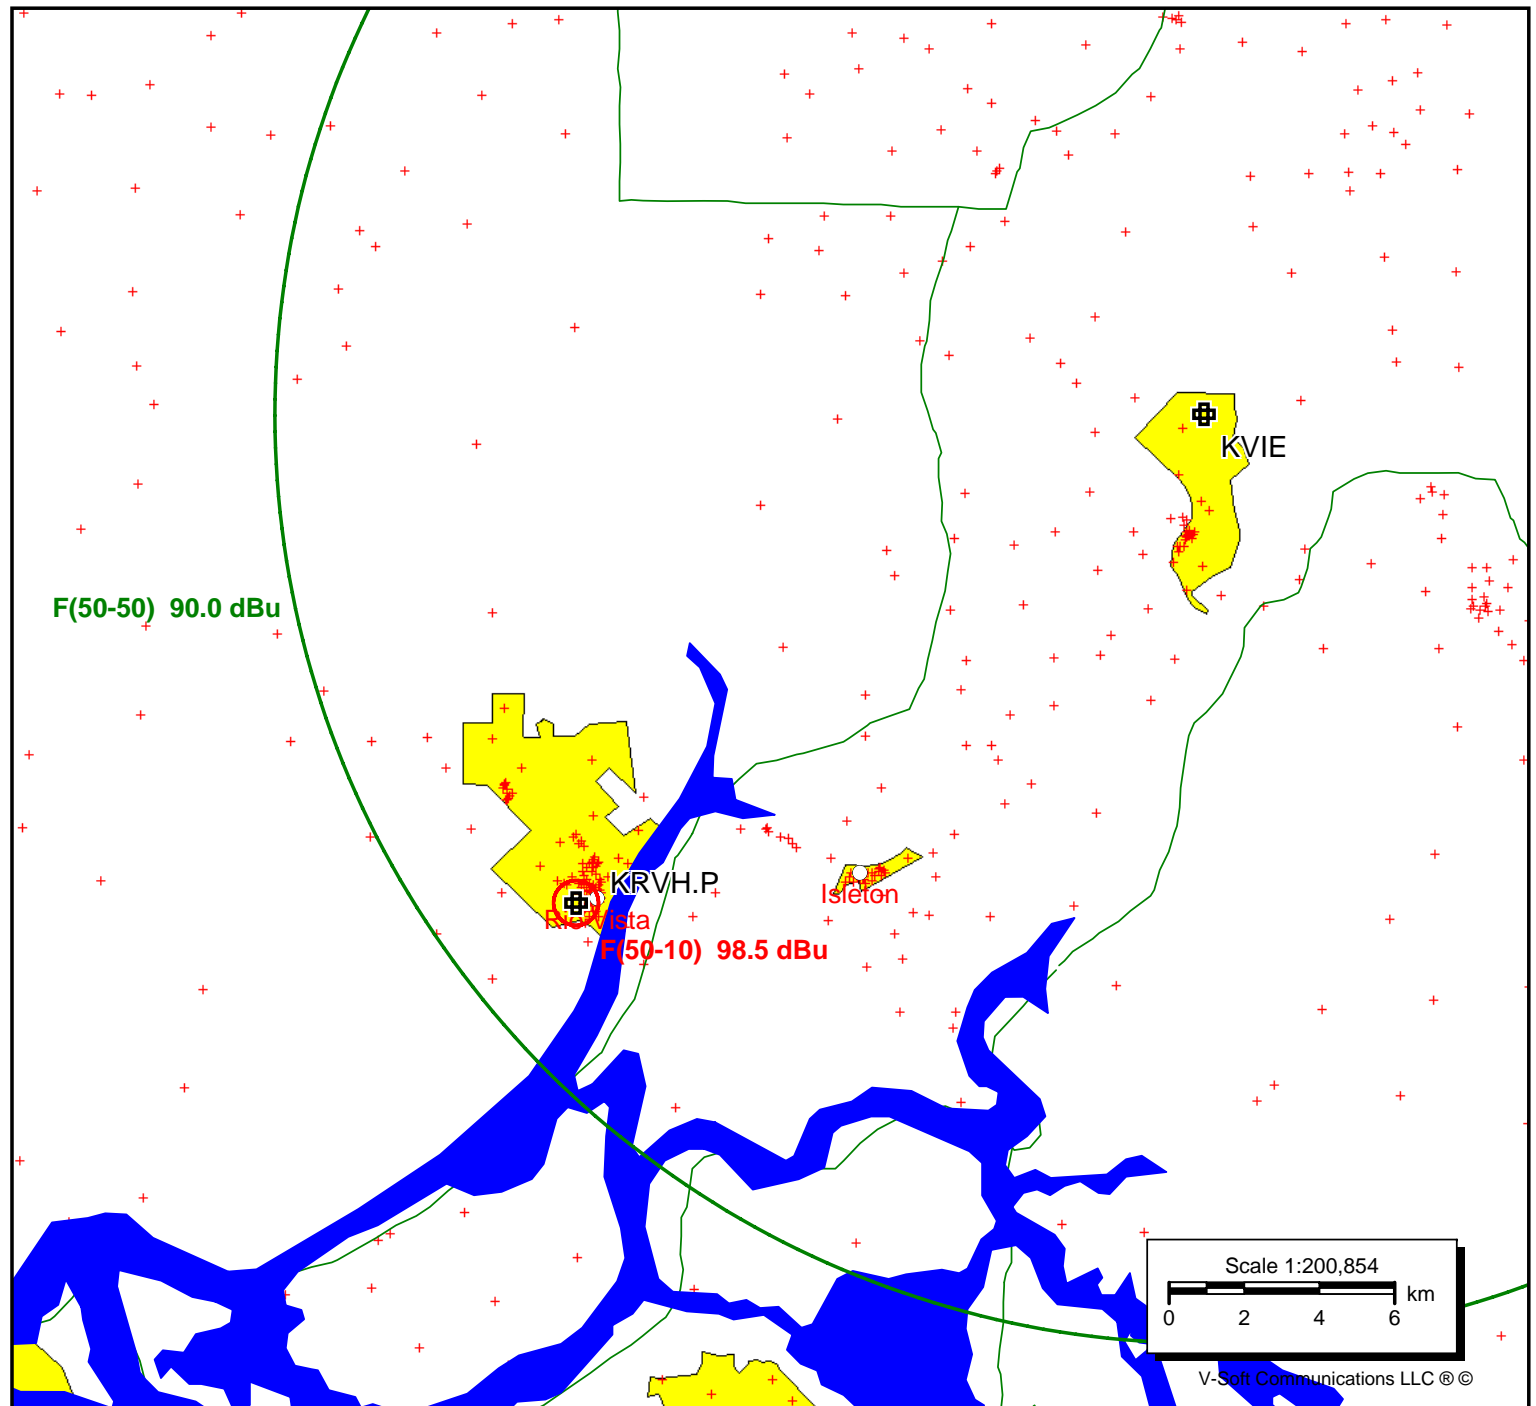 KVIE
F(50-50) 90.0 dBu
KRVH.P
Isleton
Rio Vista
F(50-10) 98.5 dBu
Scale 1:200,854
km
0 2 4 6
V-Soft Communications LLC ® ©